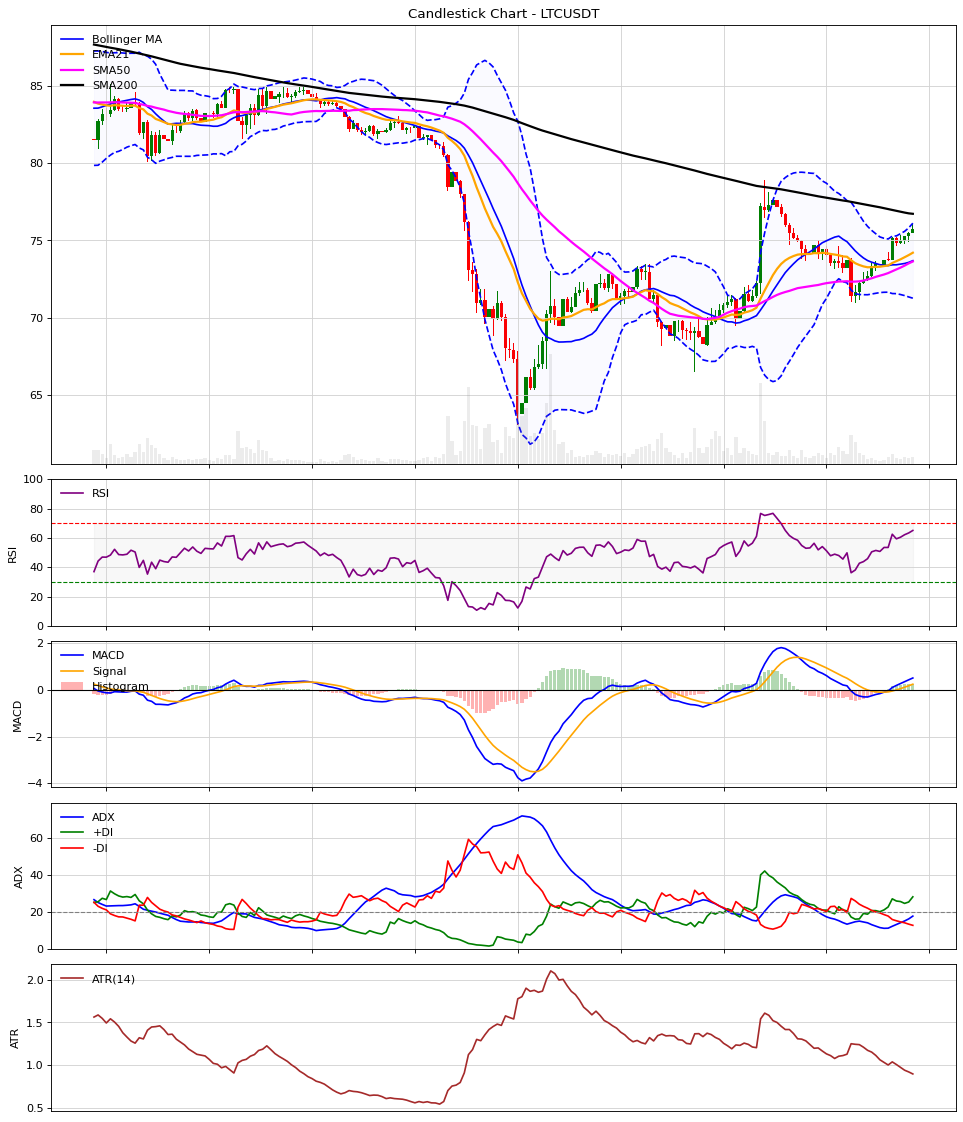 Candlestick Chart - LTCUSDT
Bollinger MA
EMA21
SMA50
SMA200
85
80
75
70
65
RSI
100
80
60
40
20
0
RSI
MACD
Signal
Histogram
2
0
−2
−4
MACD
ADX
+DI
-DI
60
40
20
0
ADX
ATR(14)
2.0
1.5
1.0
0.5
ATR